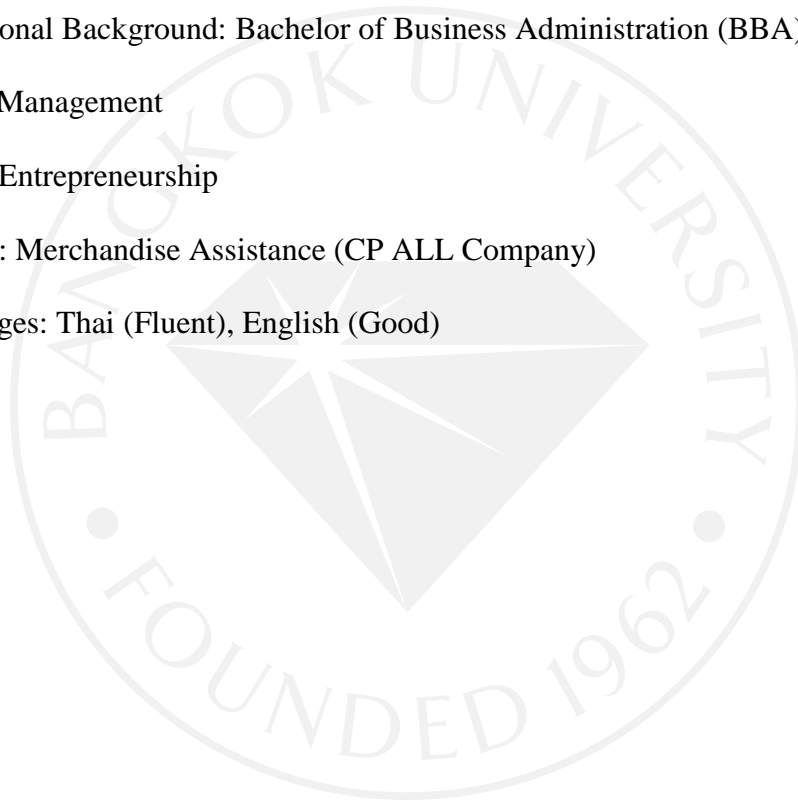 onal Background: Bachelor of Business Administration (BBA)
Management
Entrepreneurship
: Merchandise Assistance (CP ALL Company)
ges: Thai (Fluent), English (Good)
BANGKOK UNIVERSITY
FOUNDED 1962